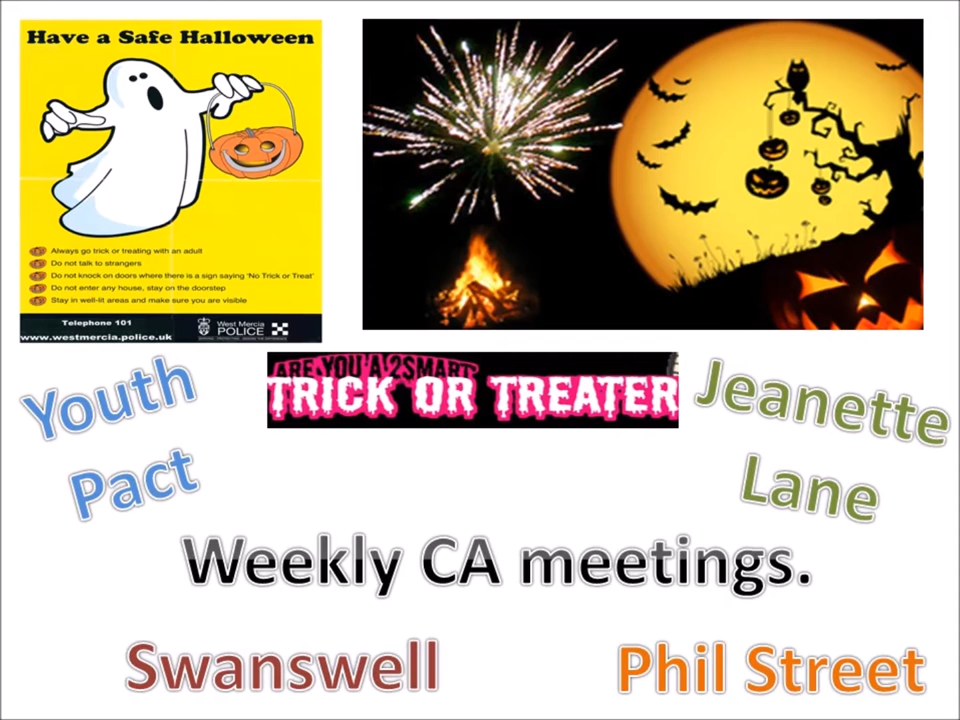 Have a Safe Halloween
Always go trick or treating with an adult
Do not talk to strangers
Do not knock on doors where there is a sign saying 'No Trick or Treat'
Do not enter any house, stay on the doorstep
Stay in well-lit areas and make sure you are visible
Telephone 101
www.westmercia.police.uk
West Mercia
POLICE
ARE YOU A 2SMART
TRICK OR TREATER
Youth
Pact
Jeanette
Lane
Weekly CA meetings.
Swanswell
Phil Street